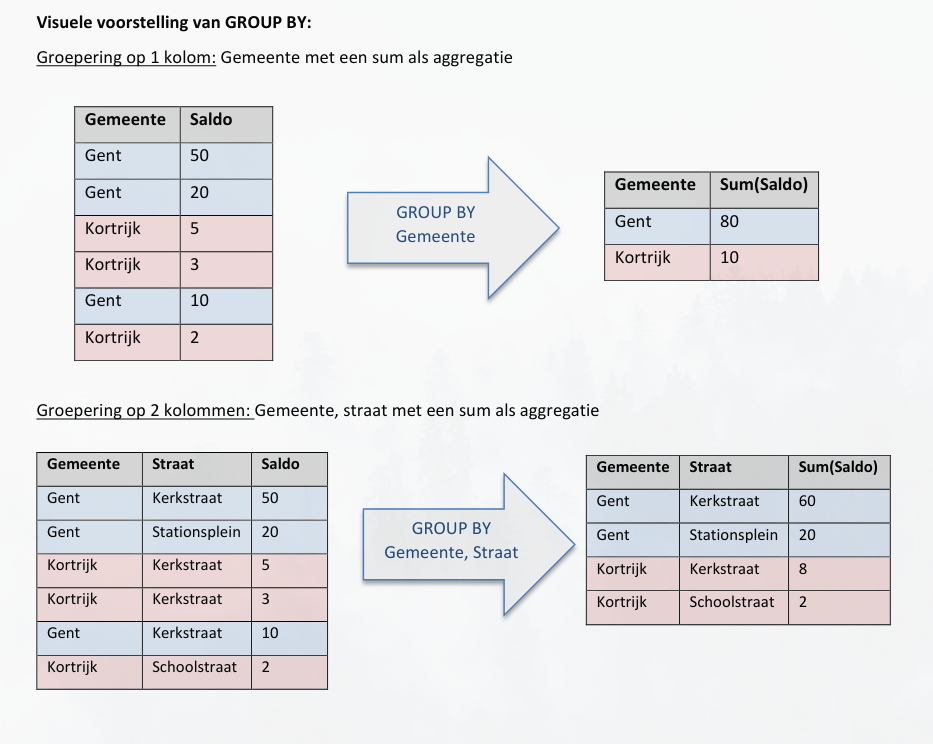 Visuele voorstelling van GROUP BY:
Groepering op 1 kolom: Gemeente met een sum als aggregatie
Gemeente Saldo
Gent 50
Gent 20
Kortrijk 5
Kortrijk 3
Gent 10
Kortrijk 2
GROUP BY
Gemeente
Gemeente Sum(Saldo)
Gent 80
Kortrijk 10
Groepering op 2 kolommen: Gemeente, straat met een sum als aggregatie
Gemeente Straat Saldo
Gent Kerkstraat 50
Gent Stationsplein 20
Kortrijk Kerkstraat 5
Kortrijk Kerkstraat 3
Gent Kerkstraat 10
Kortrijk Schoolstraat 2
GROUP BY
Gemeente, Straat
Gemeente Straat Sum(Saldo)
Gent Kerkstraat 60
Gent Stationsplein 20
Kortrijk Kerkstraat 8
Kortrijk Schoolstraat 2